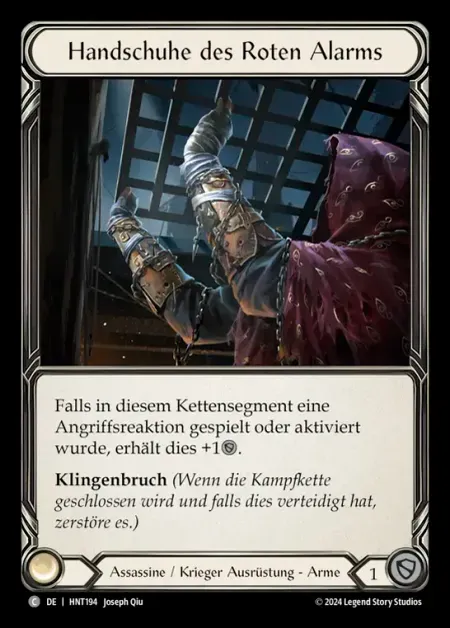 Handschuhe des Roten Alarms
Falls in diesem Kettensegment eine
Angriffsreaktion gespielt oder aktiviert
wurde, erhält dies +1.
Klingenbruch (Wenn die Kampfkette
geschlossen wird und falls dies verteidigt hat,
zerstöre es.)
Assassine / Krieger Ausrüstung - Arme
1
C DE | HNT194 Joseph Qiu
© 2024 Legend Story Studios